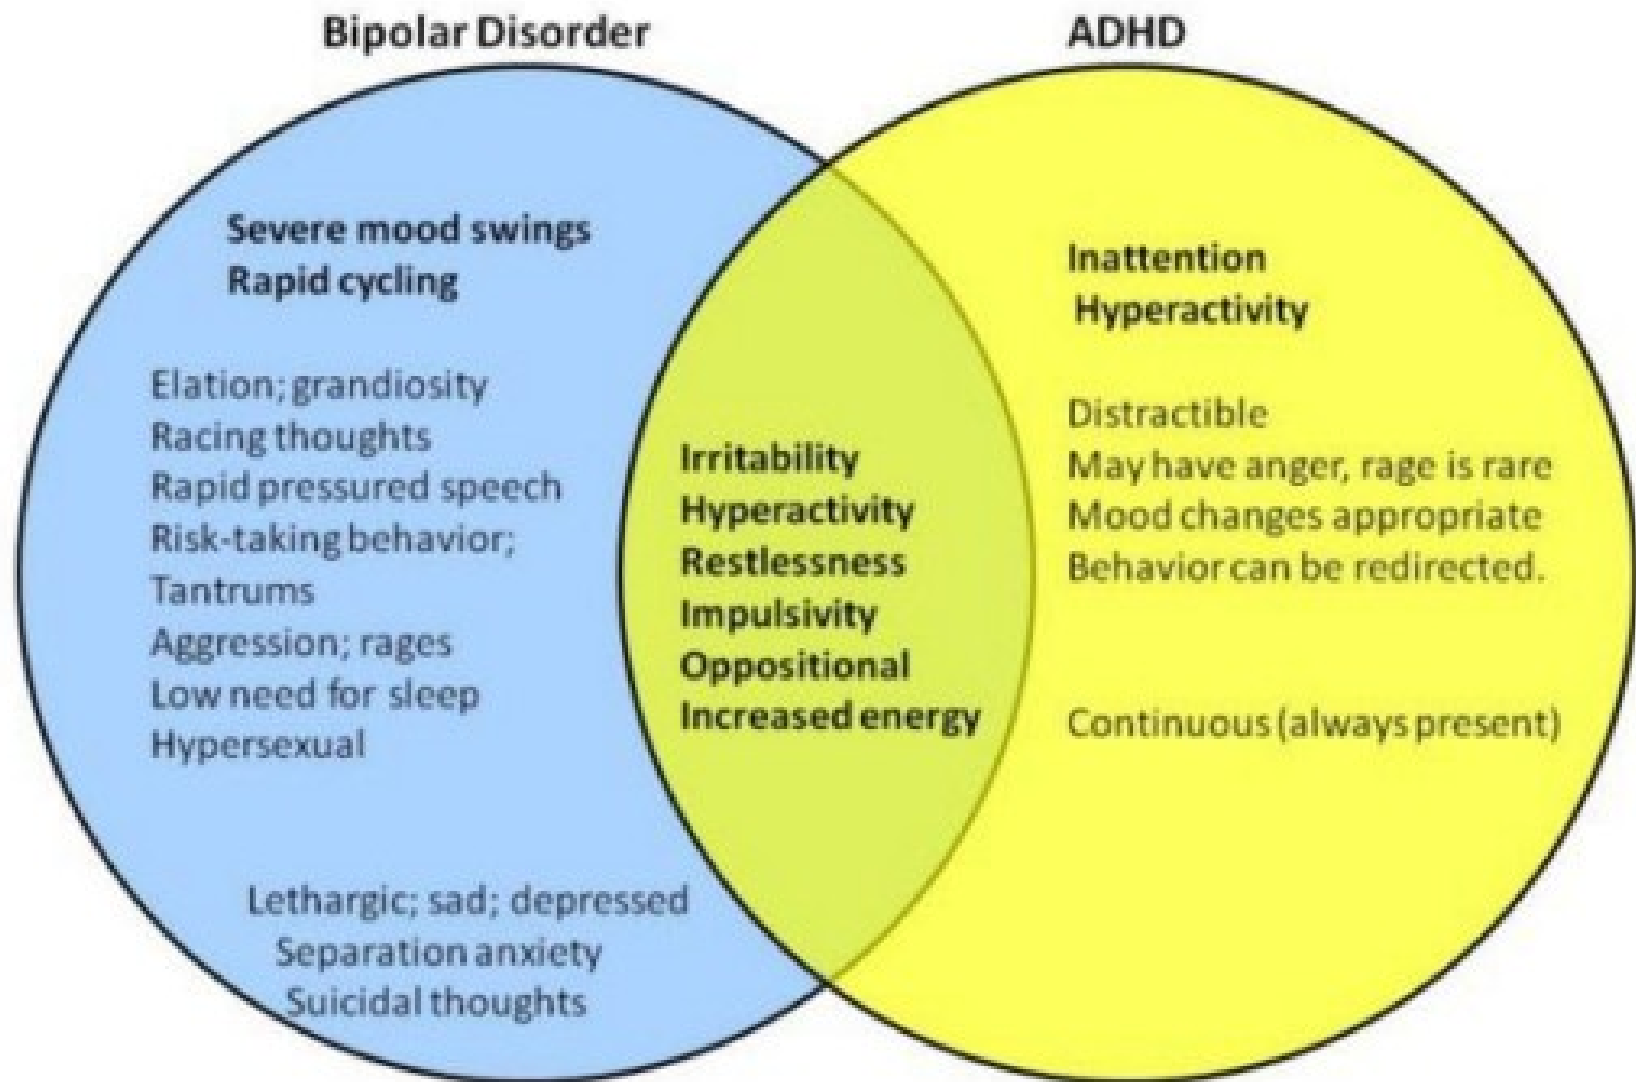 Bipolar Disorder
ADHD
Severe mood swings
Rapid cycling
Elation; grandiosity
Racing thoughts
Rapid pressured speech
Risk-taking behavior;
Tantrums
Aggression; rages
Low need for sleep
Hypersexual
Lethargic; sad; depressed
Separation anxiety
Suicidal thoughts
Irritability
Hyperactivity
Restlessness
Impulsivity
Oppositional
Increased energy
Inattention
Hyperactivity
Distractible
May have anger, rage is rare
Mood changes appropriate
Behavior can be redirected.
Continuous (always present)